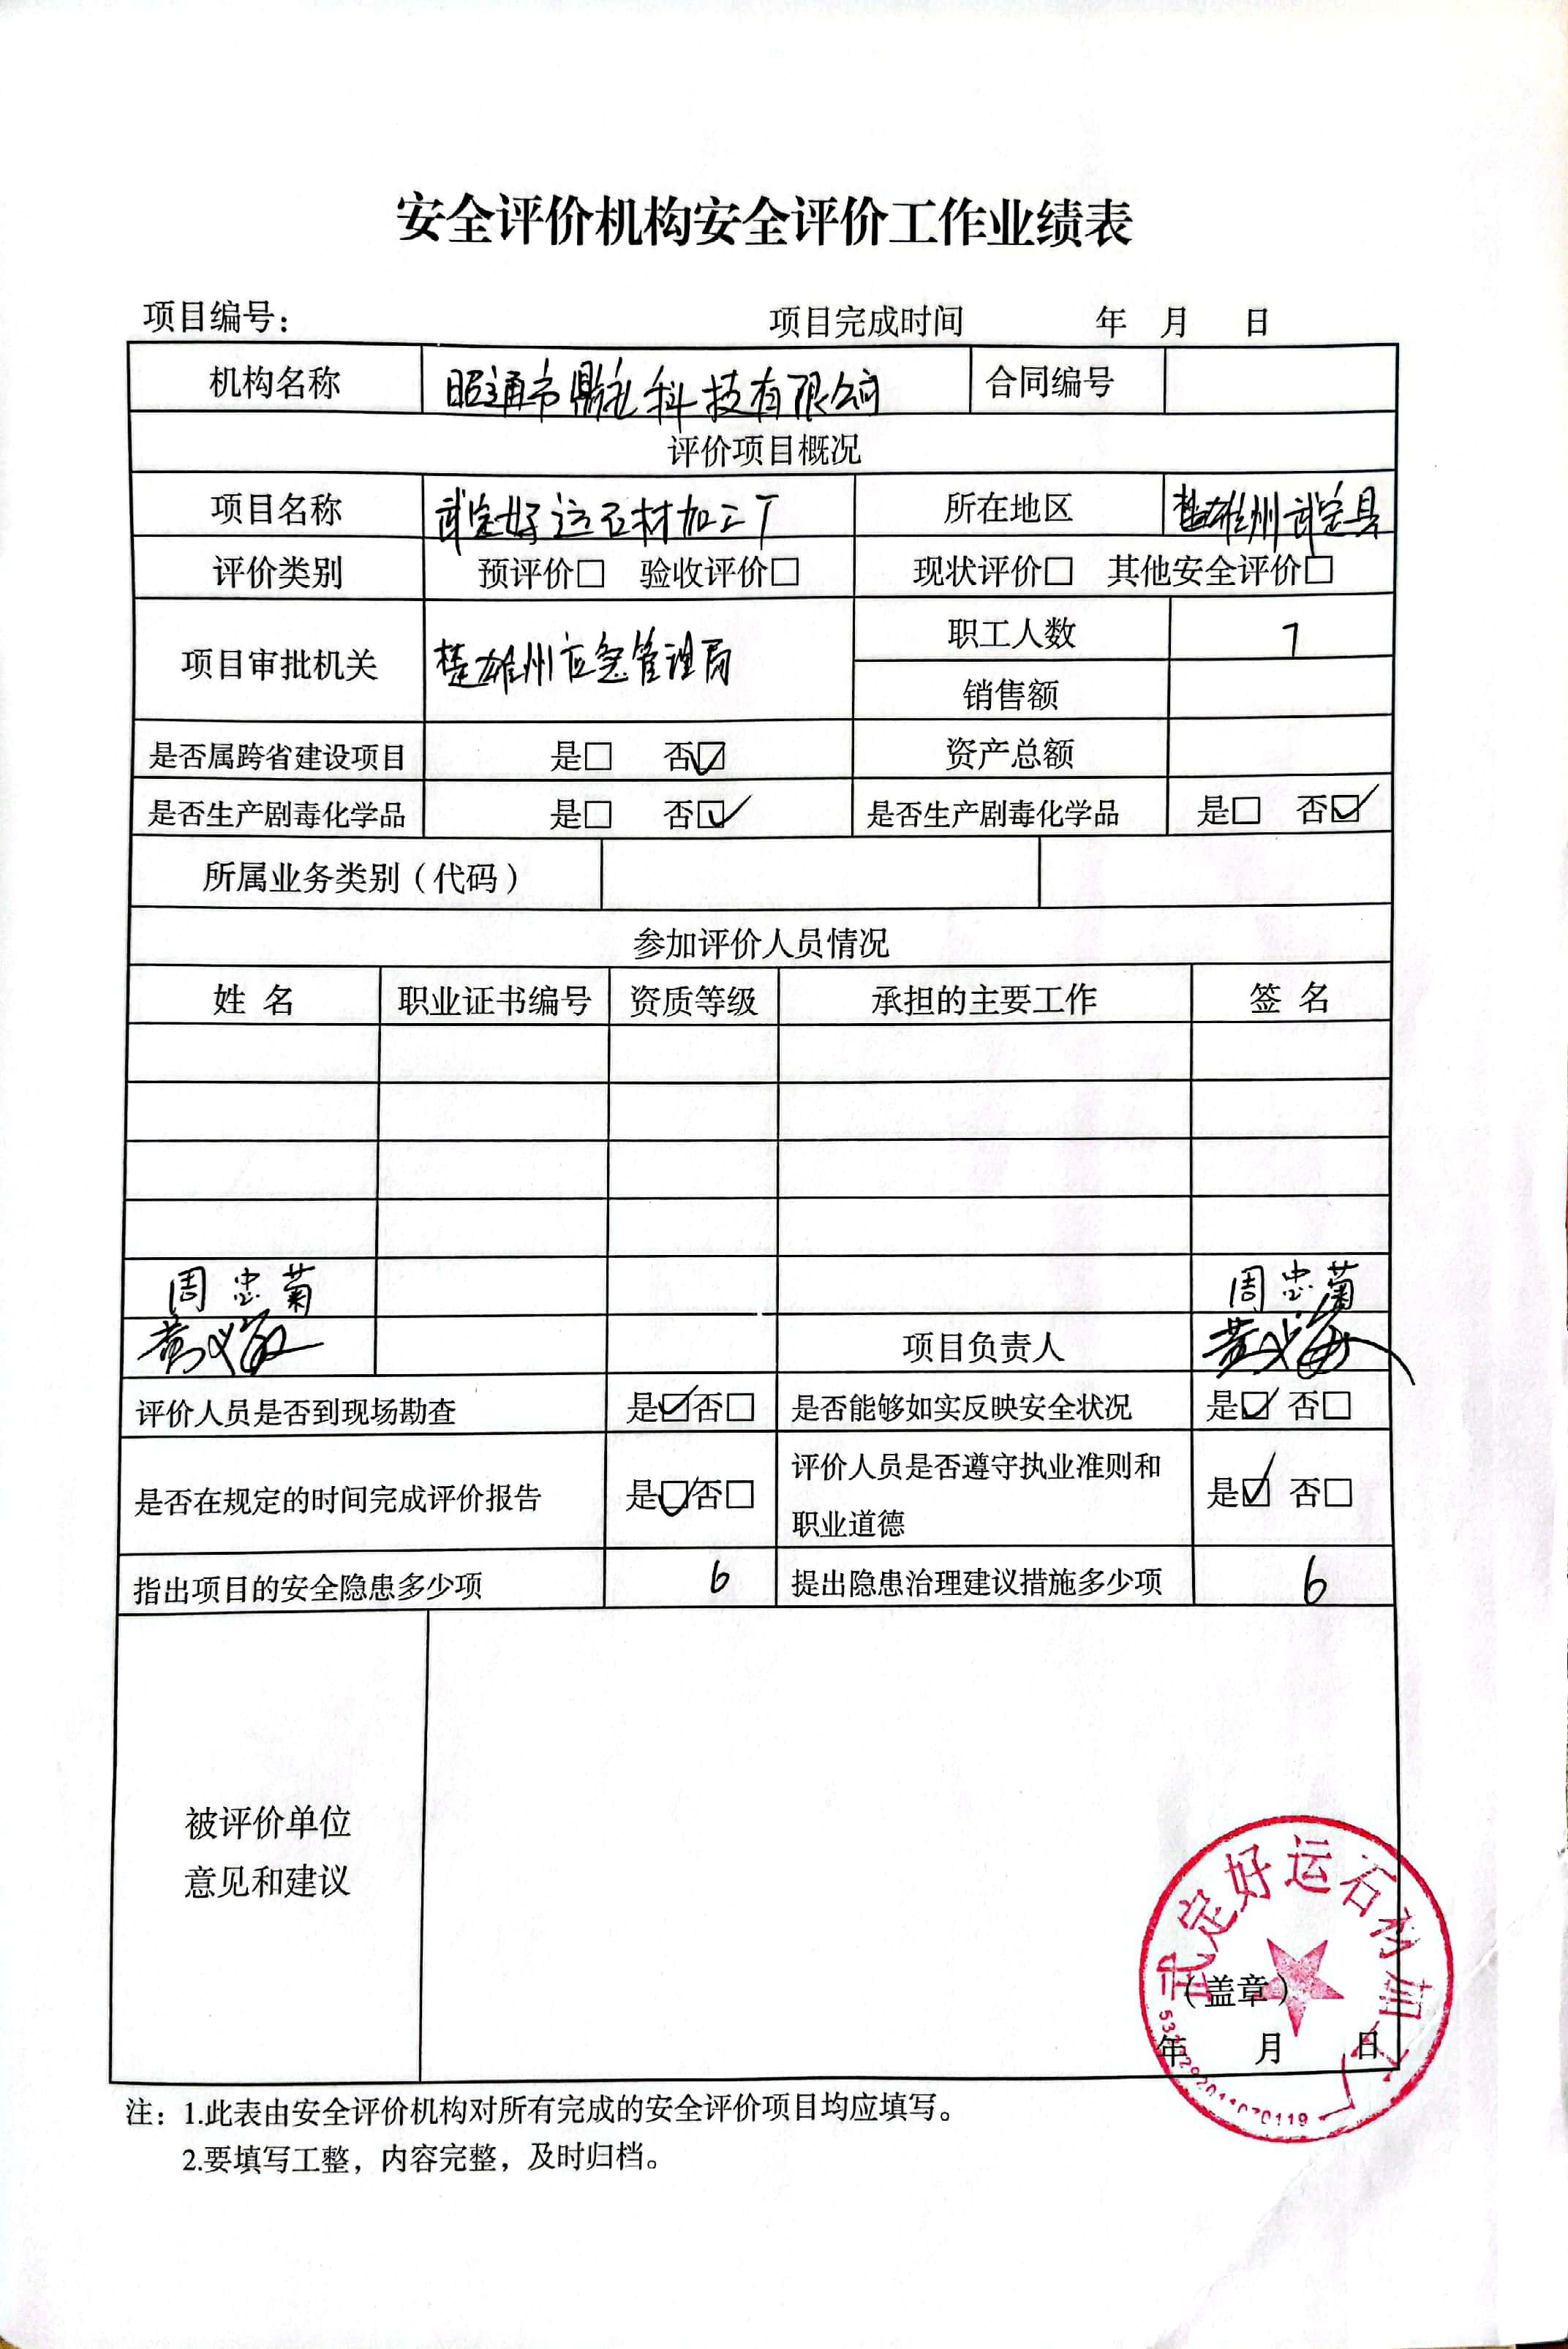 安全评价机构安全评价工作业绩表
项目编号： 项目完成时间 年 月 日
机构名称 昭通市鼎礼科技有限公司 合同编号
评价项目概况
项目名称 武定好运石材加工厂 所在地区 楚雄州武定县
评价类别 预评价□ 验收评价□ 现状评价□ 其他安全评价□
项目审批机关 楚雄州应急管理局 职工人数 7
销售额
是否属跨省建设项目 是□ 否☑ 资产总额
是否生产剧毒化学品 是□ 否☑ 是否生产剧毒化学品 是□ 否☑
所属业务类别（代码）
参加评价人员情况
姓 名 职业证书编号 资质等级 承担的主要工作 签 名
周忠菊 周忠菊
项目负责人
评价人员是否到现场勘查 是☑否□ 是否能够如实反映安全状况 是☑ 否□
是否在规定的时间完成评价报告 是☑否□ 评价人员是否遵守执业准则和
职业道德 是☑ 否□
指出项目的安全隐患多少项 6 提出隐患治理建议措施多少项 6
被评价单位
意见和建议
武定好运石材加工厂
（盖章）
年 月 日
注：1.此表由安全评价机构对所有完成的安全评价项目均应填写。
2.要填写工整，内容完整，及时归档。